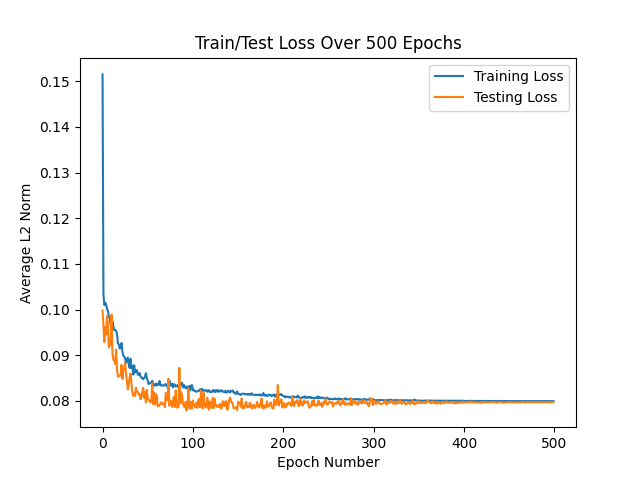 Train/Test Loss Over 500 Epochs
Training Loss
Testing Loss
0.15
0.14
0.13
0.12
0.11
0.10
0.09
0.08
Average L2 Norm
0
100
200
300
400
500
Epoch Number